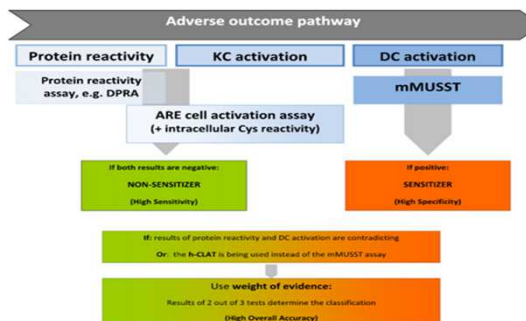 Adverse outcome pathway
Protein reactivity
KC activation
DC activation
Protein reactivity
assay, e.g. DPRA
mMUSST
ARE cell activation assay
(+ intracellular Cys reactivity)
If both results are negative:
NON-SENSITIZER
(High Sensitivity)
If positive:
SENSITIZER
(High Specificity)
If: results of protein reactivity and DC activation are contradicting
Or: the h-CLAT is being used instead of the mMUSST assay
Use weight of evidence:
Results of 2 out of 3 tests determine the classification
(High Overall Accuracy)